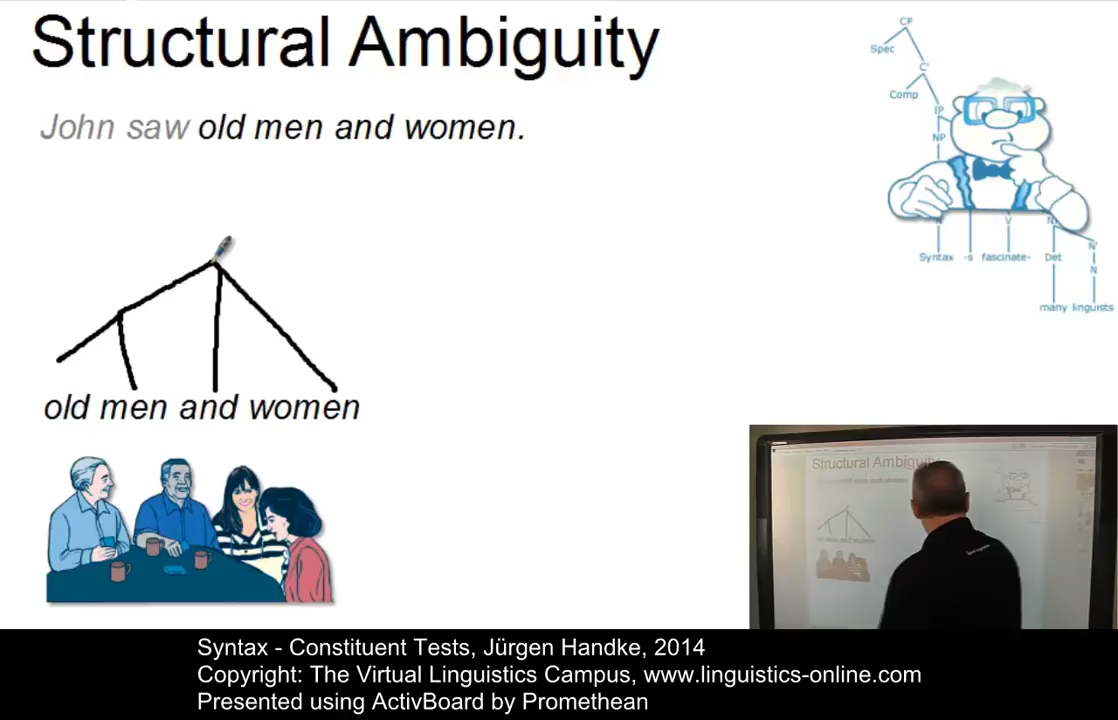 Structural Ambiguity
John saw old men and women.
CP
Spec
C'
Comp
IP
NP
V
Det
N'
N
Syntax -s fascinate- Det
many linguists
old men and women
Structural Ambiguity
Syntax - Constituent Tests, Jürgen Handke, 2014
Copyright: The Virtual Linguistics Campus, www.linguistics-online.com
Presented using ActivBoard by Promethean